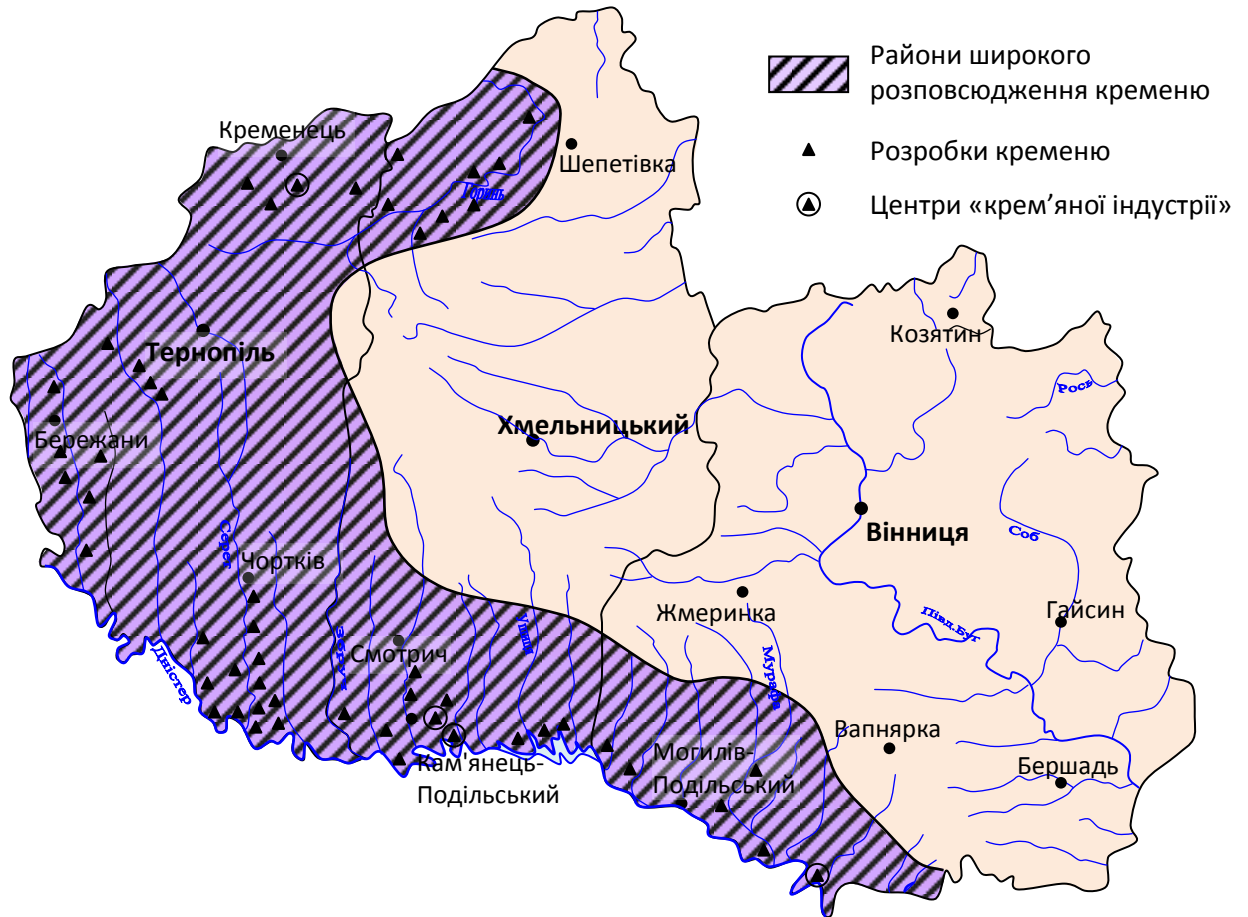 Райони широкого
розповсюдження кременю
Розробки кременю
Центри «крем’яної індустрії»
Кременець
Шепетівка
Горинь
Козятин
Тернопіль
Рось
Хмельницький
Бережани
Вінниця
Серет
Соб
Чортків
Жмеринка
Півд.Буг
Гайсин
Ушиця
Збруч
Смотрич
Дністер
Мурафа
Вапнярка
Могилів-
Подільський
Кам'янець-
Подільський
Бершадь